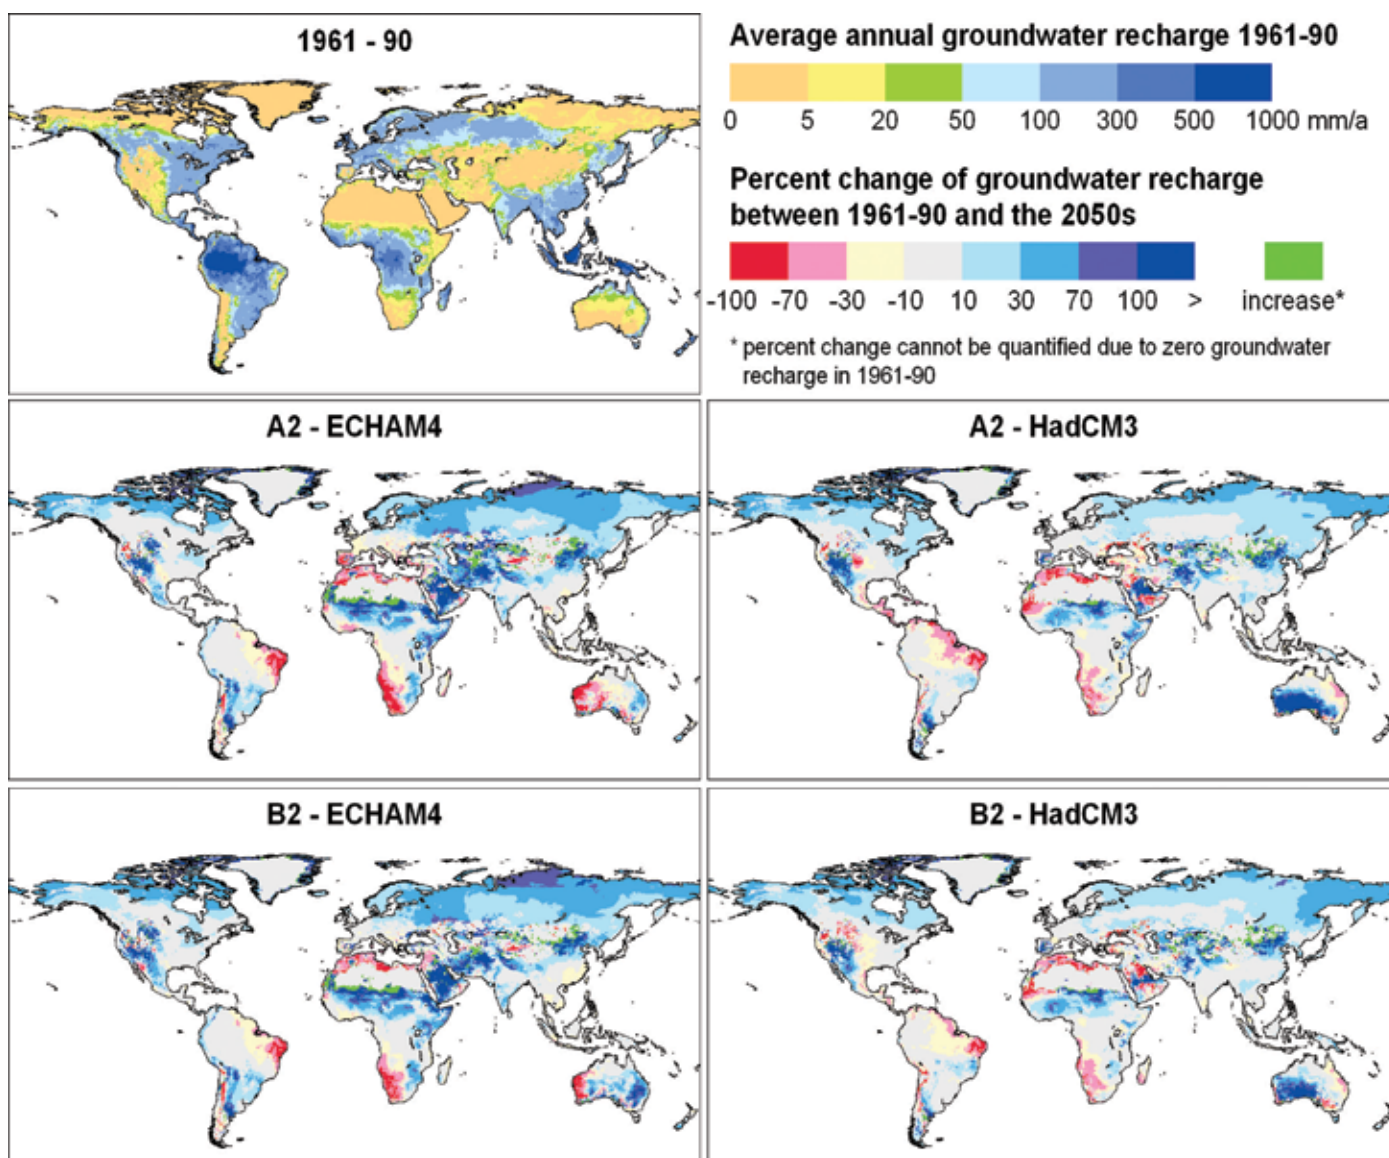 1961 - 90
Average annual groundwater recharge 1961-90
0 5 20 50 100 300 500 1000 mm/a
Percent change of groundwater recharge
between 1961-90 and the 2050s
-100 -70 -30 -10 10 30 70 100 > increase*
* percent change cannot be quantified due to zero groundwater
recharge in 1961-90
A2 - ECHAM4
A2 - HadCM3
B2 - ECHAM4
B2 - HadCM3